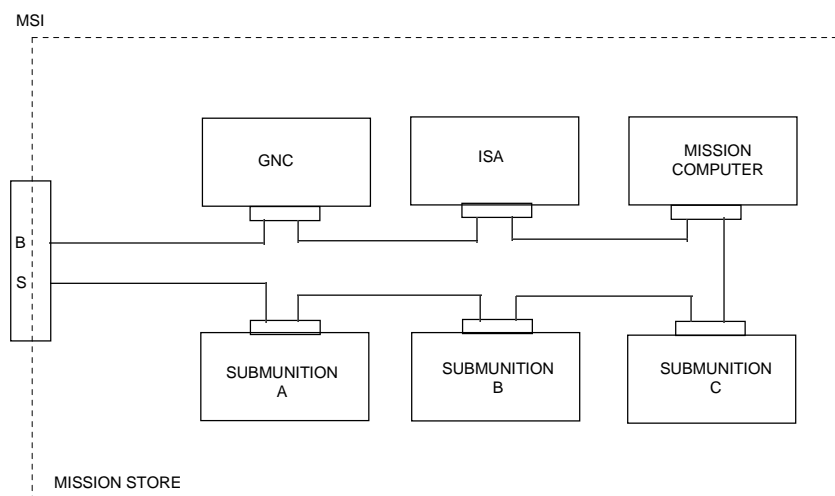 MSI
GNC
ISA
MISSION
COMPUTER
B
S
SUBMUNITION
A
SUBMUNITION
B
SUBMUNITION
C
MISSION STORE